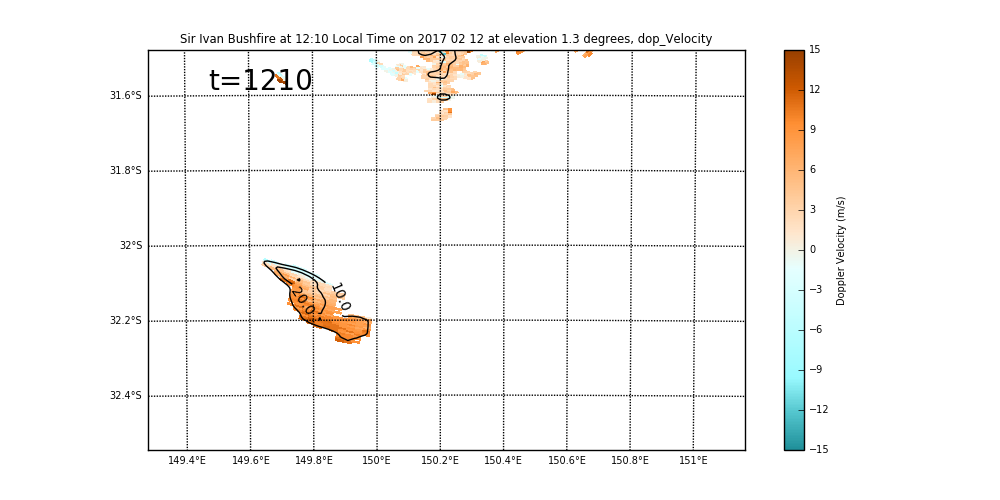 Sir Ivan Bushfire at 12:10 Local Time on 2017 02 12 at elevation 1.3 degrees, dop_Velocity
t=1210
31.6°S
31.8°S
32°S
32.2°S
32.4°S
20.0
10.0
149.4°E
149.6°E
149.8°E
150°E
150.2°E
150.4°E
150.6°E
150.8°E
151°E
15
12
9
6
3
0
−3
−6
−9
−12
−15
Doppler Velocity (m/s)